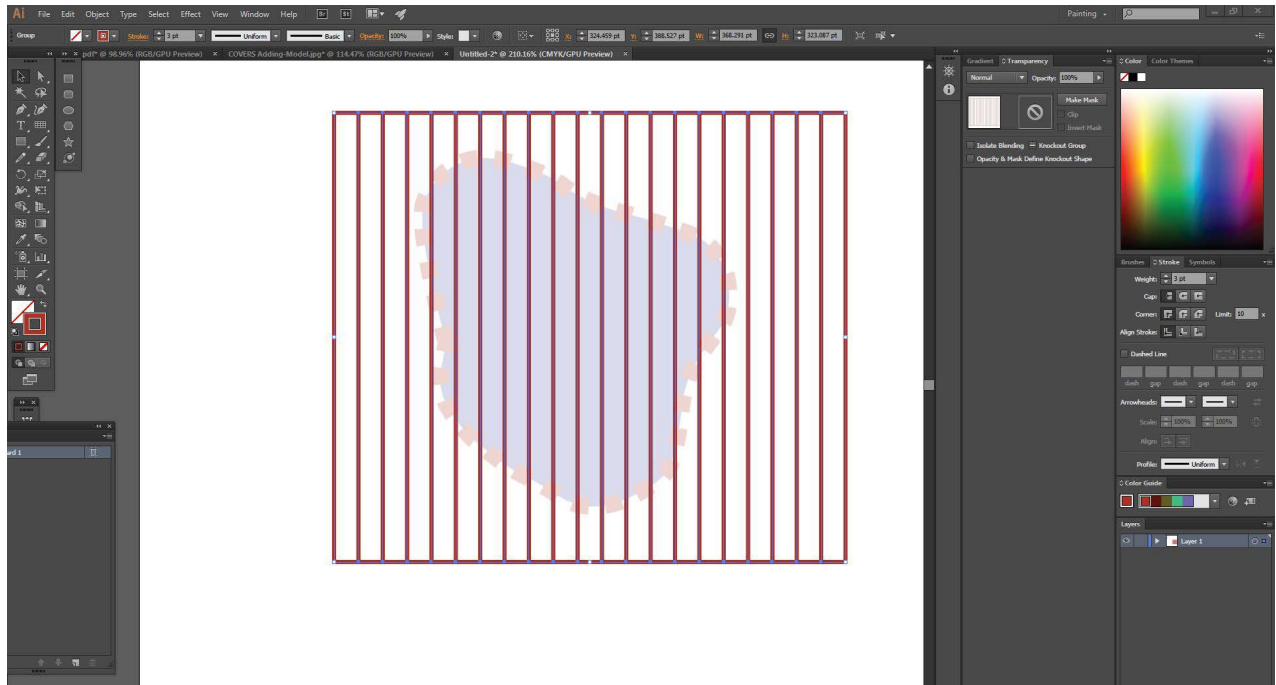 Ai File Edit Object Type Select Effect View Window Help Br St
Painting
Group Stroke: 3 pt Uniform Basic Opacity: 100% Style: X: 324.459 pt Y: 388.527 pt W: 368.291 pt H: 323.087 pt
pdf* @ 98.96% (RGB/GPU Preview) × COVERS Adding-Model.jpg* @ 114.47% (RGB/GPU Preview) × Untitled-2* @ 210.16% (CMYK/GPU Preview) ×
Gradient Transparency
Normal Opacity: 100%
Make Mask
Clip
Invert Mask
Isolate Blending Knockout Group
Opacity & Mask Define Knockout Shape
Color Color Themes
Brushes Stroke Symbols
Weight: 3 pt
Cap:
Corner: Limit: 10 x
Align Stroke:
Dashed Line
dash gap dash gap dash gap
Arrowheads:
Scale: 100% 100%
Align:
Profile: Uniform
Color Guide
Layers
Layer 1
ard 1